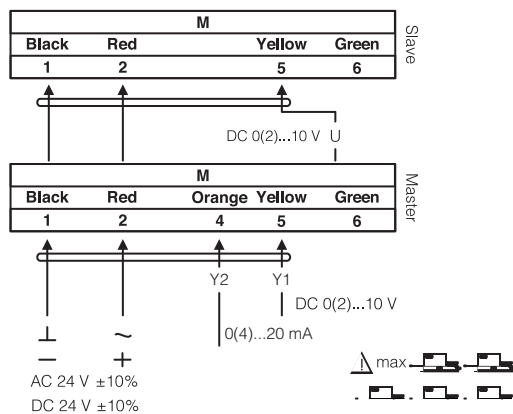 M
Black Red Yellow Green
1 2 5 6
Slave
DC 0(2)...10 V U
M
Black Red Orange Yellow Green
1 2 4 5 6
Master
Y2 Y1
DC 0(2)...10 V
0(4)...20 mA
⊥ ~
− +
AC 24 V ±10%
DC 24 V ±10%
max